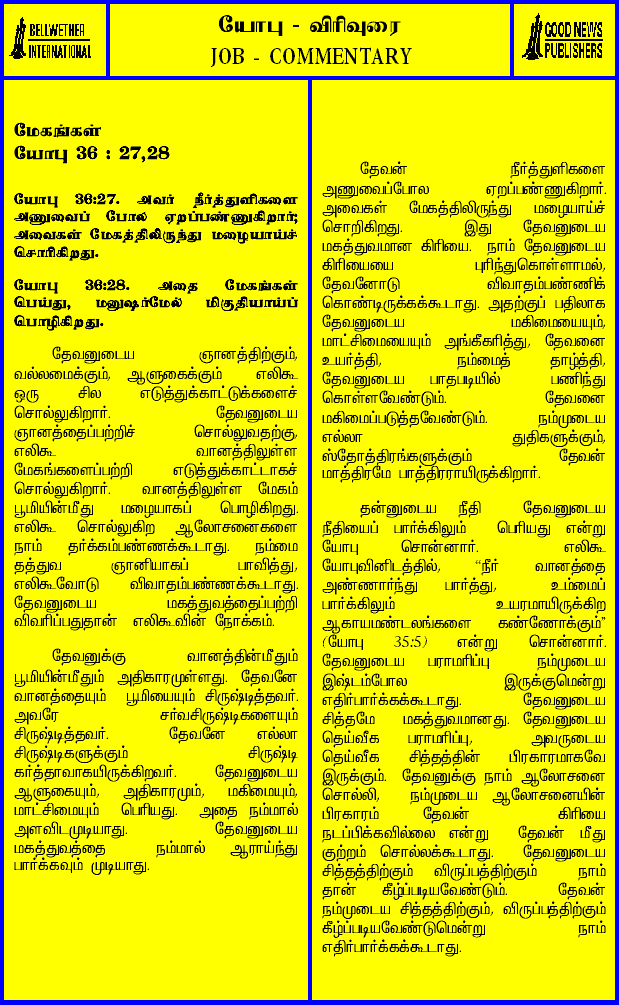 BELLWETHER
INTERNATIONAL
யோபு - விரிவுரை
JOB - COMMENTARY
GOOD NEWS
PUBLISHERS
மேகங்கள்
யோபு 36 : 27,28
யோபு 36:27. அவர் நீர்த்துளிகளை
அணுவைப் போல ஏறப்பண்ணுகிறார்;
அவைகள் மேகத்திலிருந்து மழையாய்ச்
சொரிகிறது.
யோபு 36:28. அதை மேகங்கள்
பெய்து, மனுஷர்மேல் மிகுதியாய்ப்
பொழிகிறது.
தேவனுடைய ஞானத்திற்கும்,
வல்லமைக்கும், ஆளுகைக்கும் எலிகூ
ஒரு சில எடுத்துக்காட்டுக்களைச்
சொல்லுகிறார். தேவனுடைய
ஞானத்தைப்பற்றிச் சொல்லுவதற்கு,
எலிகூ வானத்திலுள்ள
மேகங்களைப்பற்றி எடுத்துக்காட்டாகச்
சொல்லுகிறார். வானத்திலுள்ள மேகம்
பூமியின்மீது மழையாகப் பொழிகிறது.
எலிகூ சொல்லுகிற ஆலோசனைகளை
நாம் தர்க்கம்பண்ணக்கூடாது. நம்மை
தத்துவ ஞானியாகப் பாவித்து,
எலிகூவோடு விவாதம்பண்ணக்கூடாது.
தேவனுடைய மகத்துவத்தைப்பற்றி
விவரிப்பதுதான் எலிகூவின் நோக்கம்.
தேவனுக்கு வானத்தின்மீதும்
பூமியின்மீதும் அதிகாரமுள்ளது. தேவனே
வானத்தையும் பூமியையும் சிருஷ்டித்தவர்.
அவரே சர்வசிருஷ்டிகளையும்
சிருஷ்டித்தவர். தேவனே எல்லா
சிருஷ்டிகளுக்கும் சிருஷ்டி
கர்த்தாவாகயிருக்கிறவர். தேவனுடைய
ஆளுகையும், அதிகாரமும், மகிமையும்,
மாட்சிமையும் பெரியது. அதை நம்மால்
அளவிடமுடியாது. தேவனுடைய
மகத்துவத்தை நம்மால் ஆராய்ந்து
பார்க்கவும் முடியாது.
தேவன் நீர்த்துளிகளை
அணுவைப்போல ஏறப்பண்ணுகிறார்.
அவைகள் மேகத்திலிருந்து மழையாய்ச்
சொறிகிறது. இது தேவனுடைய
மகத்துவமான கிரியை. நாம் தேவனுடைய
கிரியையை புரிந்துகொள்ளாமல்,
தேவனோடு விவாதம்பண்ணிக்
கொண்டிருக்கக்கூடாது. அதற்குப் பதிலாக
தேவனுடைய மகிமையையும்,
மாட்சிமையையும் அங்கீகரித்து, தேவனை
உயர்த்தி, நம்மைத் தாழ்த்தி,
தேவனுடைய பாதபடியில் பணிந்து
கொள்ளவேண்டும். தேவனை
மகிமைப்படுத்தவேண்டும். நம்முடைய
எல்லா துதிகளுக்கும்,
ஸ்தோத்திரங்களுக்கும் தேவன்
மாத்திரமே பாத்திரராயிருக்கிறார்.
தன்னுடைய நீதி தேவனுடைய
நீதியைப் பார்க்கிலும் பெரியது என்று
யோபு சொன்னார். எலிகூ
யோபுவினிடத்தில், “நீர் வானத்தை
அண்ணார்ந்து பார்த்து, உம்மைப்
பார்க்கிலும் உயரமாயிருக்கிற
ஆகாயமண்டலங்களை கண்ணோக்கும்”
(யோபு 35:5) என்று சொன்னார்.
தேவனுடைய பராமரிப்பு நம்முடைய
இஷ்டம்போல இருக்குமென்று
எதிர்பார்க்கக்கூடாது. தேவனுடைய
சித்தமே மகத்துவமானது. தேவனுடைய
தெய்வீக பராமரிப்பு, அவருடைய
தெய்வீக சித்தத்தின் பிரகாரமாகவே
இருக்கும். தேவனுக்கு நாம் ஆலோசனை
சொல்லி, நம்முடைய ஆலோசனையின்
பிரகாரம் தேவன் கிரியை
நடப்பிக்கவில்லை என்று தேவன் மீது
குற்றம் சொல்லக்கூடாது. தேவனுடைய
சித்தத்திற்கும் விருப்பத்திற்கும் நாம்
தான் கீழ்ப்படியவேண்டும். தேவன்
நம்முடைய சித்தத்திற்கும், விருப்பத்திற்கும்
கீழ்ப்படியவேண்டுமென்று நாம்
எதிர்பார்க்கக்கூடாது.